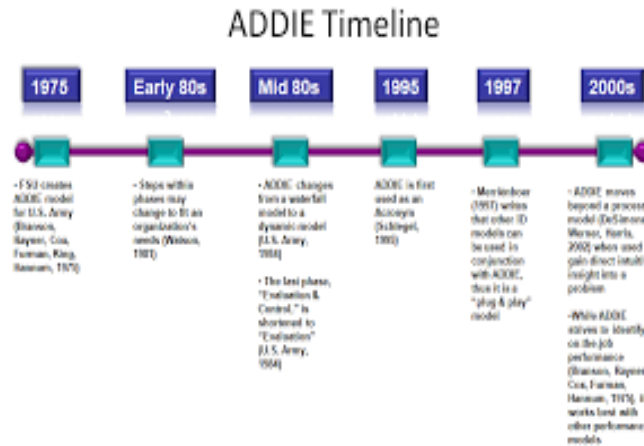 ADDIE Timeline
1975
Early 80s
Mid 80s
1995
1997
2000s
- FSU creates
ADDIE model
for U.S. Army
(Branson,
Rayner, Cox,
Furman, King,
Hannum, 1975)
- Steps within
phases may
change to fit an
organization's
needs (Watson,
1981)
- ADDIE changes
from a waterfall
model to a
dynamic model
(U.S. Army,
1984)
- The last phase,
"Evaluation &
Control," is
shortened to
"Evaluation"
(U.S. Army,
1984)
ADDIE is first
used as an
Acronym
(Schlegel,
1995)
- Merrienboer
(1997) writes
that other ID
models can
be used in
conjunction
with ADDIE,
thus it is a
"plug & play"
model
- ADDIE moves
beyond a process
model (DeSimone,
Werner, Harris,
2002) when used
gain direct
insight into a
problem
-While ADDIE
strives to identify
on the job
performance
(Branson, Rayner
Cox, Furman,
Hannum, 1975),
works best with
other performance
models